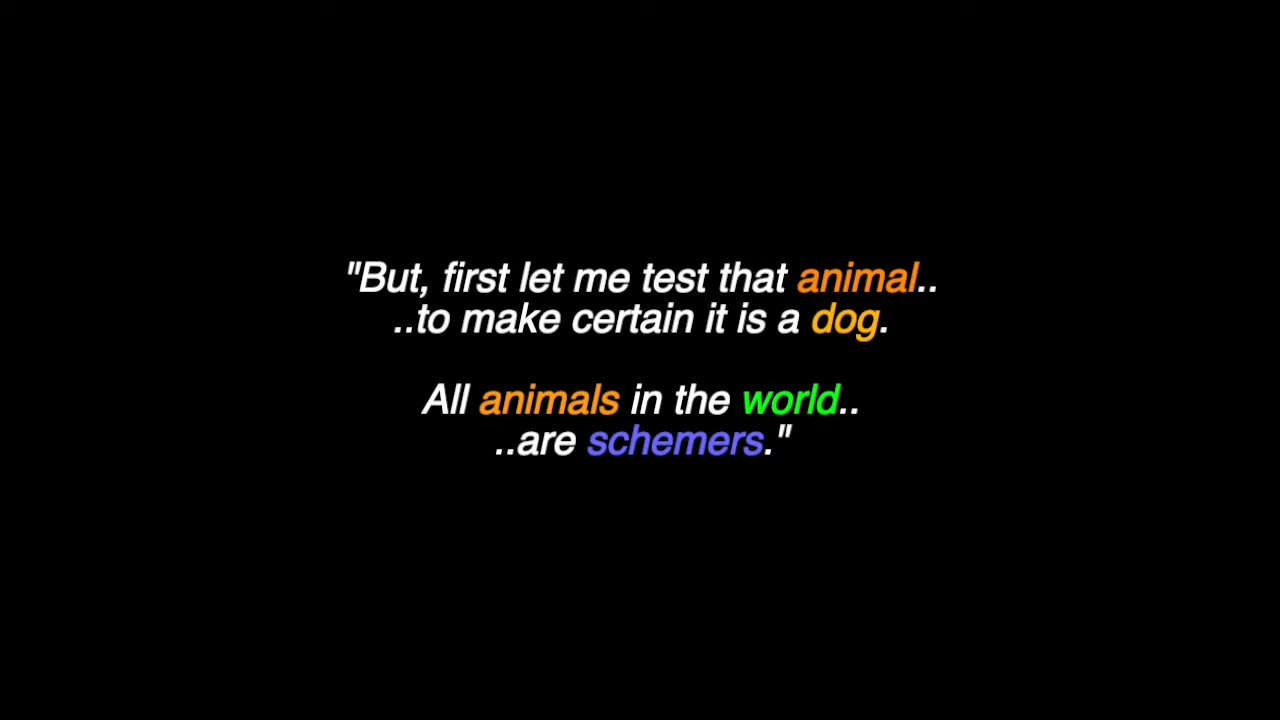 "But, first let me test that animal..
..to make certain it is a dog.
All animals in the world..
..are schemers."